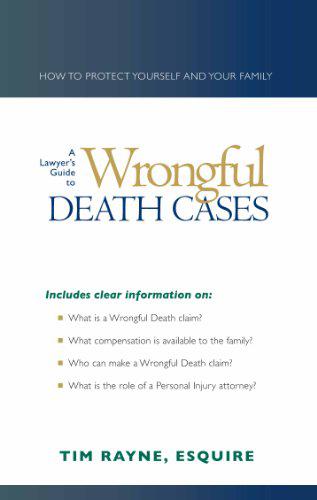 HOW TO PROTECT YOURSELF AND YOUR FAMILY
A
Lawyer's
Guide
to
Wrongful
DEATH CASES
Includes clear information on:
What is a Wrongful Death claim?
What compensation is available to the family?
Who can make a Wrongful Death claim?
What is the role of a Personal Injury attorney?
TIM RAYNE, ESQUIRE